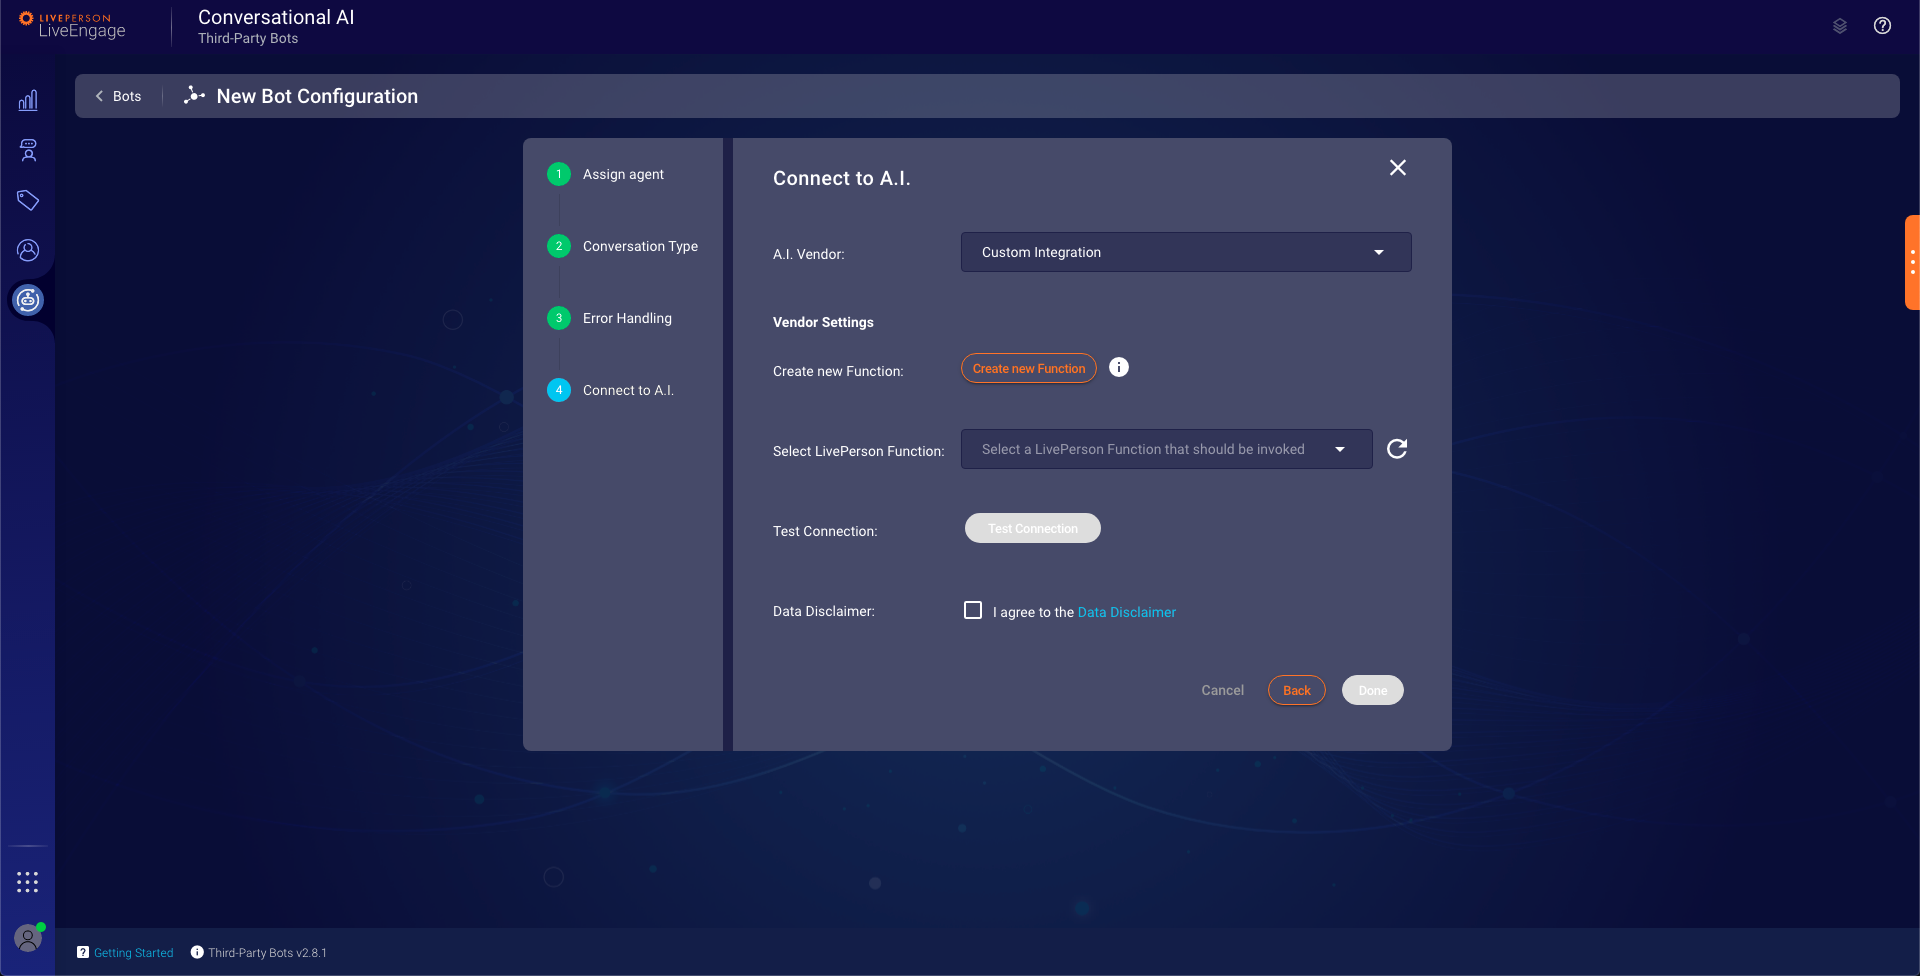 LIVEPERSON
LiveEngage
Conversational AI
Third-Party Bots
Bots
New Bot Configuration
1 Assign agent
2 Conversation Type
3 Error Handling
4 Connect to A.I.
Connect to A.I.
A.I. Vendor: Custom Integration
Vendor Settings
Create new Function: Create new Function
Select LivePerson Function: Select a LivePerson Function that should be invoked
Test Connection: Test Connection
Data Disclaimer: I agree to the Data Disclaimer
Cancel Back Done
Getting Started Third-Party Bots v2.8.1